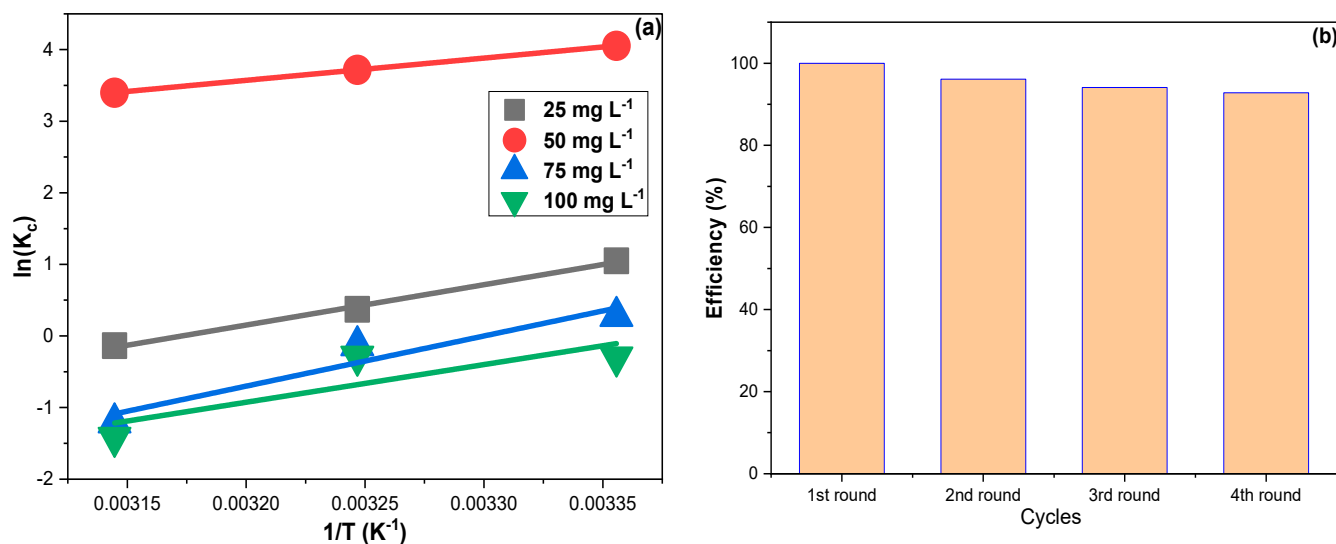 (a)
ln(K_c)
4
3
2
1
0
-1
-2
25 mg L⁻¹
50 mg L⁻¹
75 mg L⁻¹
100 mg L⁻¹
0.00315
0.00320
0.00325
0.00330
0.00335
1/T (K⁻¹)
(b)
Efficiency (%)
100
80
60
40
20
0
1st round
2nd round
3rd round
4th round
Cycles